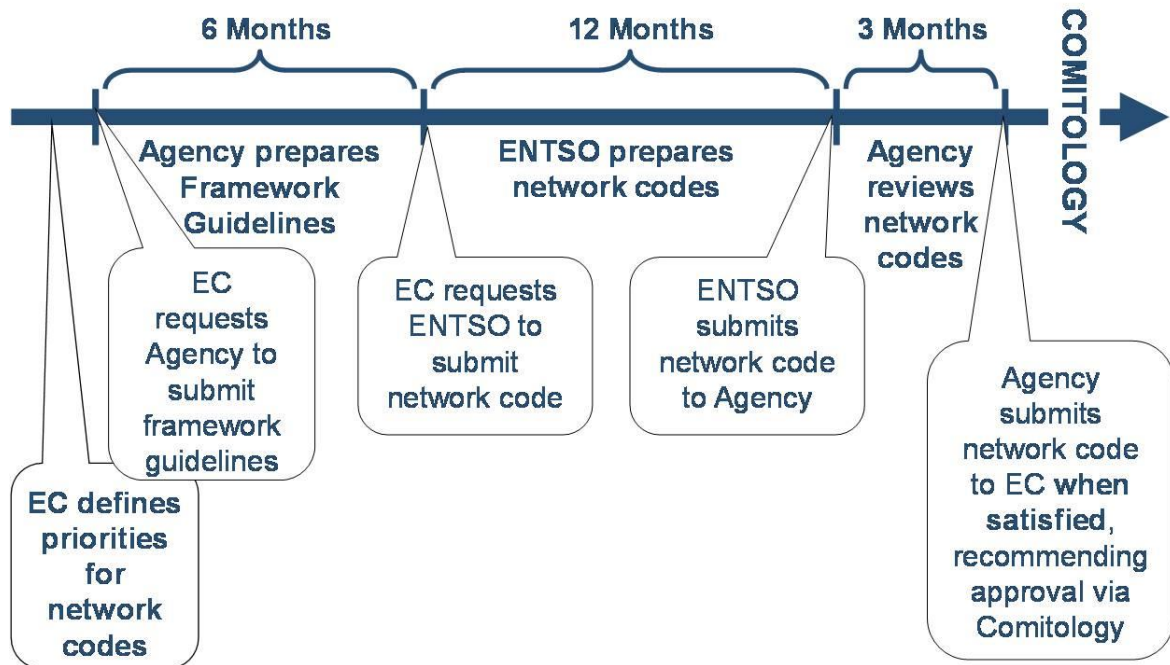 6 Months
12 Months
3 Months
COMITOLOGY
Agency prepares
Framework
Guidelines
ENTSO prepares
network codes
Agency
reviews
network
codes
EC defines
priorities
for
network
codes
EC
requests
Agency to
submit
framework
guidelines
EC requests
ENTSO to
submit
network code
ENTSO
submits
network code
to Agency
Agency
submits
network code
to EC when
satisfied,
recommending
approval via
Comitology